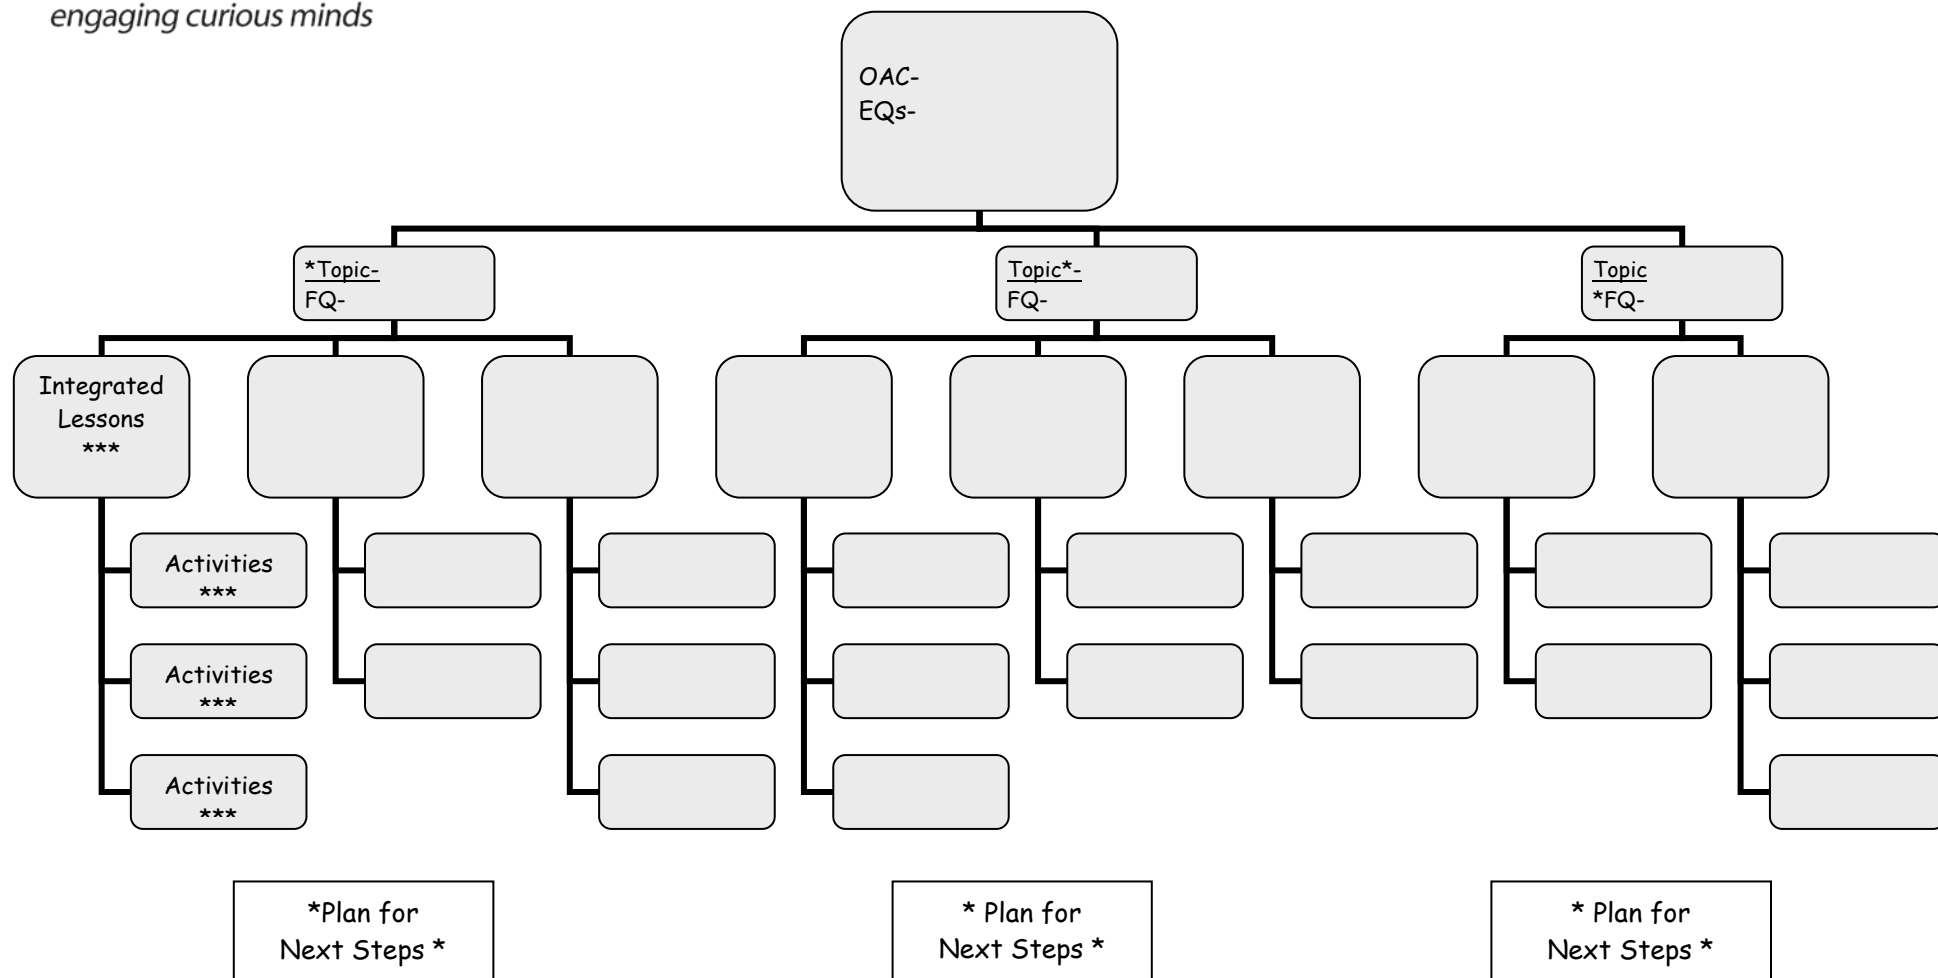 engaging curious minds
OAC-
EQs-
*Topic-
FQ-
Topic*-
FQ-
Topic
*FQ-
Integrated
Lessons
***
Activities
***
Activities
***
Activities
***
*Plan for
Next Steps *
* Plan for
Next Steps *
* Plan for
Next Steps *